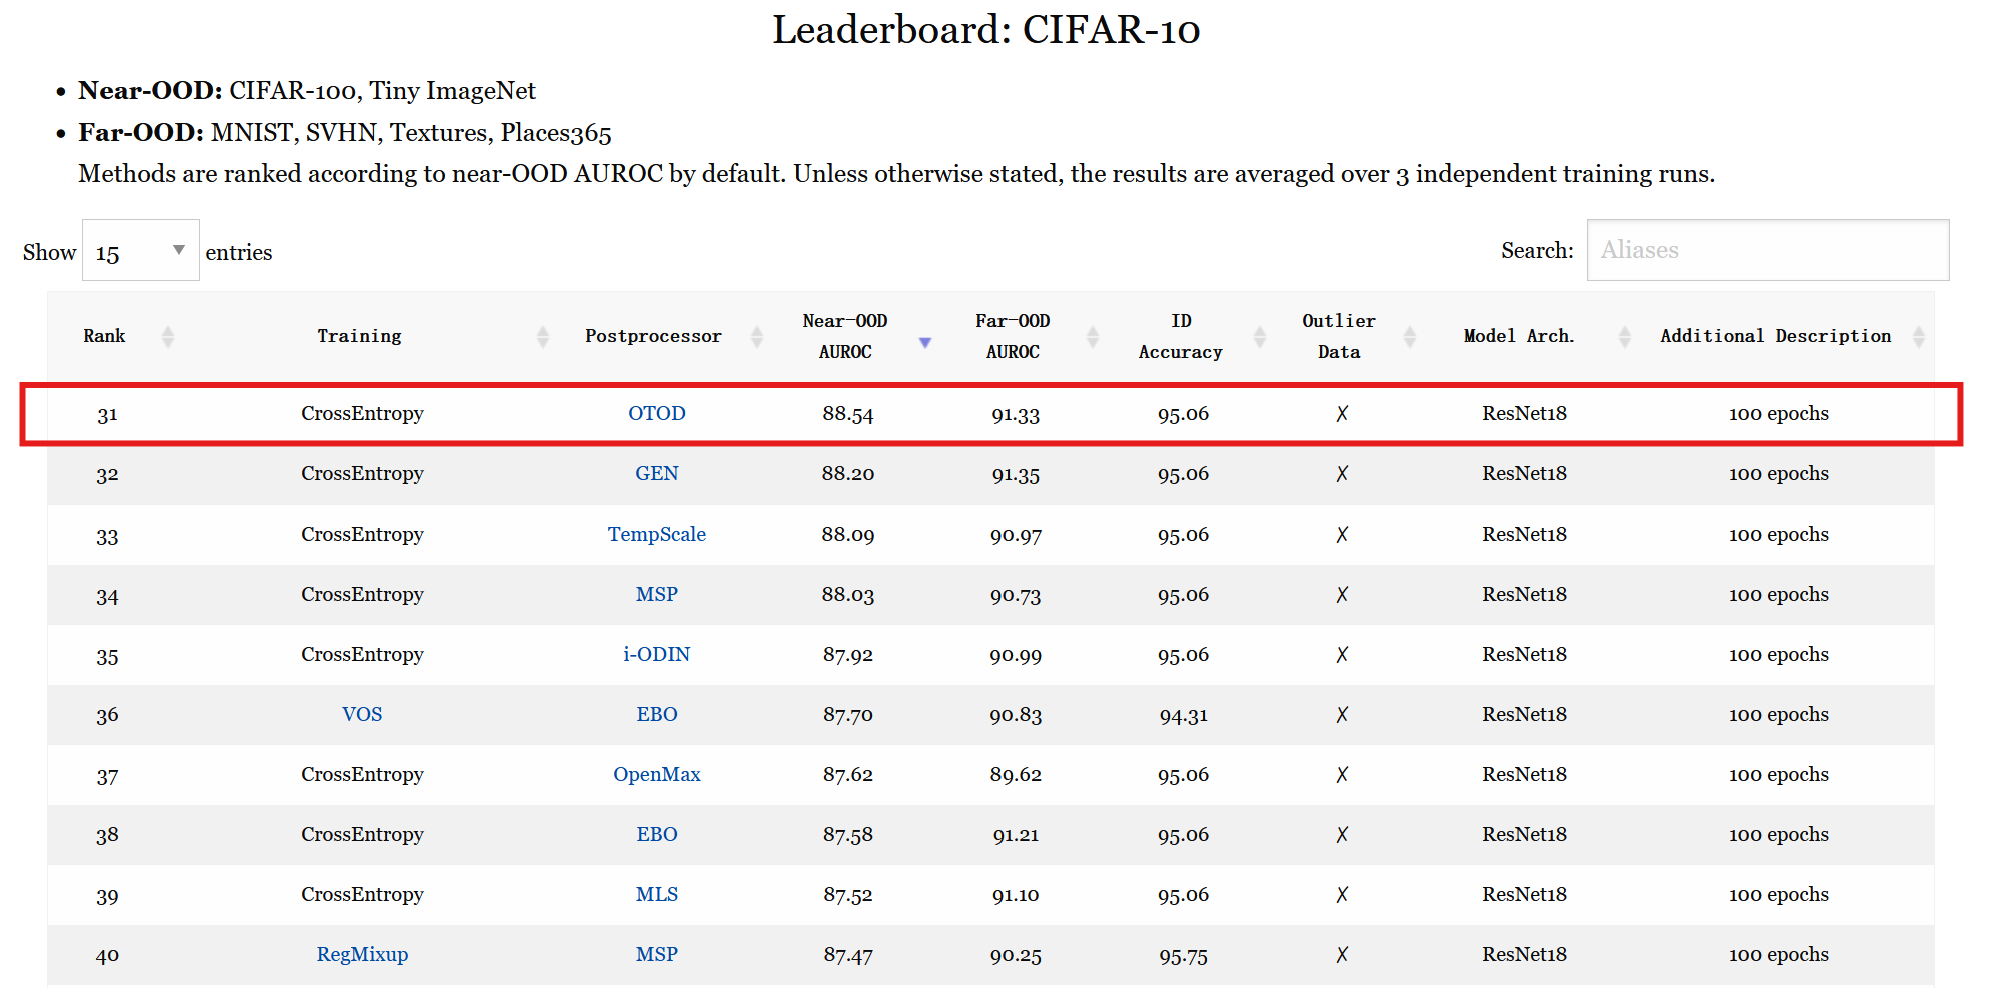 Leaderboard: CIFAR-10
• Near-OOD: CIFAR-100, Tiny ImageNet
• Far-OOD: MNIST, SVHN, Textures, Places365
Methods are ranked according to near-OOD AUROC by default. Unless otherwise stated, the results are averaged over 3 independent training runs.
Show 15 entries Search: Aliases
Rank Training Postprocessor Near-OOD AUROC Far-OOD AUROC ID Accuracy Outlier Data Model Arch. Additional Description
31 CrossEntropy OTOD 88.54 91.33 95.06 ✗ ResNet18 100 epochs
32 CrossEntropy GEN 88.20 91.35 95.06 ✗ ResNet18 100 epochs
33 CrossEntropy TempScale 88.09 90.97 95.06 ✗ ResNet18 100 epochs
34 CrossEntropy MSP 88.03 90.73 95.06 ✗ ResNet18 100 epochs
35 CrossEntropy i-ODIN 87.92 90.99 95.06 ✗ ResNet18 100 epochs
36 VOS EBO 87.70 90.83 94.31 ✗ ResNet18 100 epochs
37 CrossEntropy OpenMax 87.62 89.62 95.06 ✗ ResNet18 100 epochs
38 CrossEntropy EBO 87.58 91.21 95.06 ✗ ResNet18 100 epochs
39 CrossEntropy MLS 87.52 91.10 95.06 ✗ ResNet18 100 epochs
40 RegMixup MSP 87.47 90.25 95.75 ✗ ResNet18 100 epochs